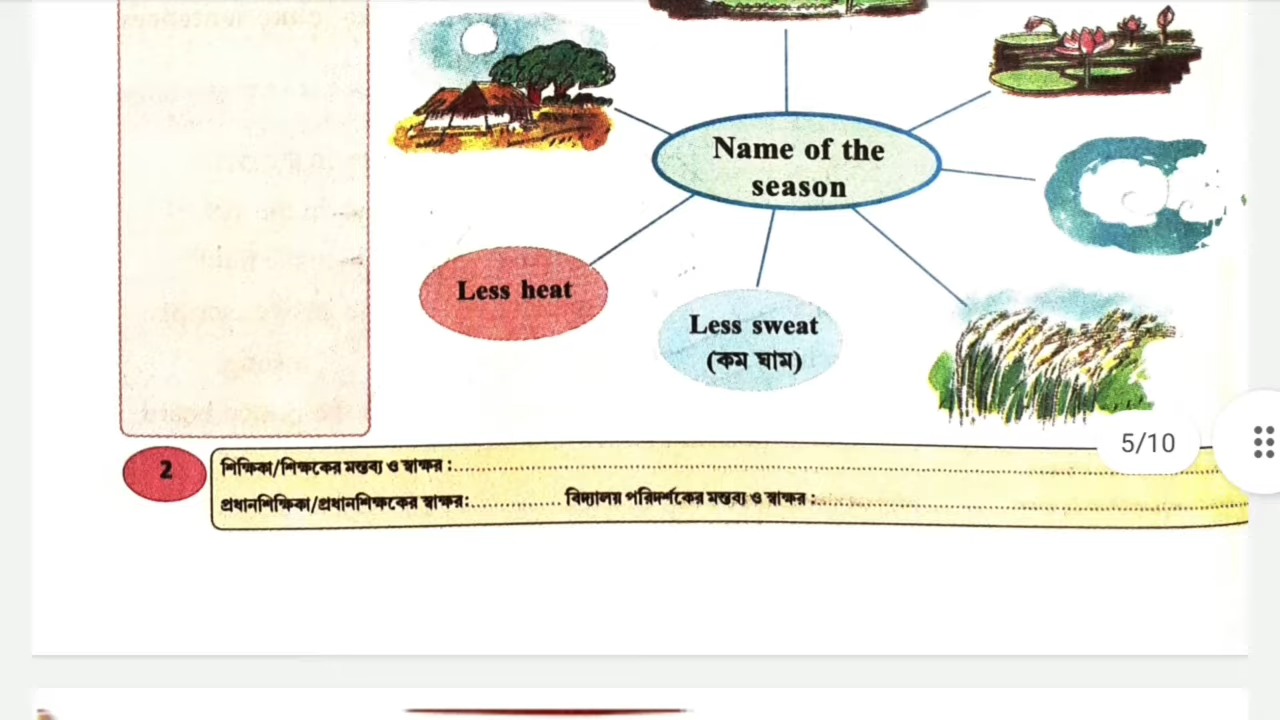 Name of the
season
Less heat
Less sweat
(কম ঘাম)
5/10
2
শিক্ষিকা/শিক্ষকের মন্তব্য ও স্বাক্ষর :
প্রধানশিক্ষিকা/প্রধানশিক্ষকের স্বাক্ষর:............ বিদ্যালয় পরিদর্শকের মন্তব্য ও স্বাক্ষর :